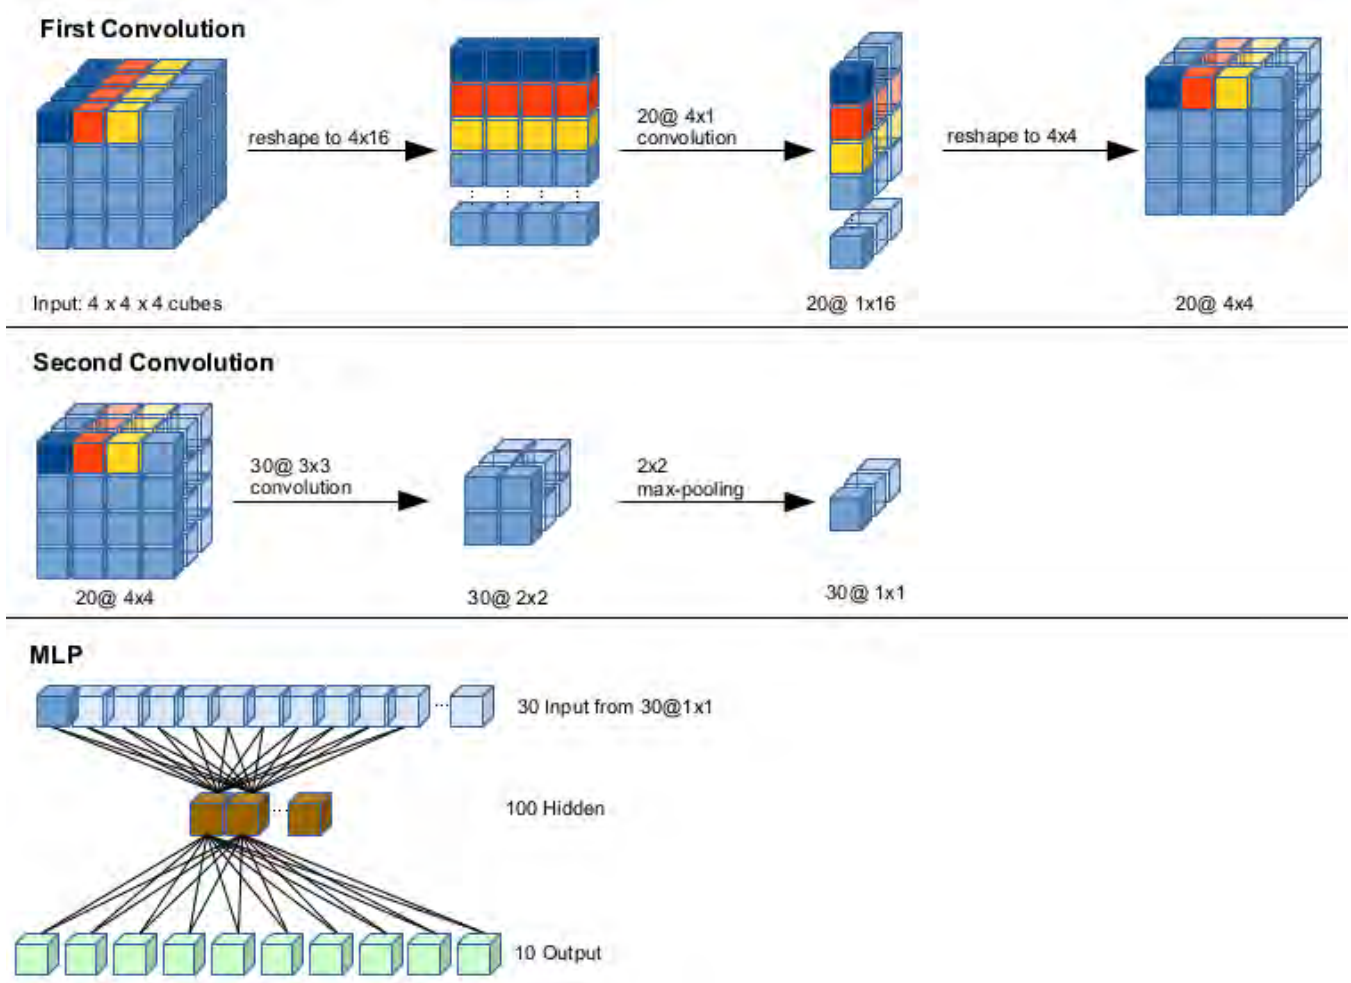 First Convolution
reshape to 4x16
20@ 4x1
convolution
reshape to 4x4
Input: 4 x 4 x 4 cubes
20@ 1x16
20@ 4x4
Second Convolution
30@ 3x3
convolution
2x2
max-pooling
20@ 4x4
30@ 2x2
30@ 1x1
MLP
30 Input from 30@1x1
100 Hidden
10 Output